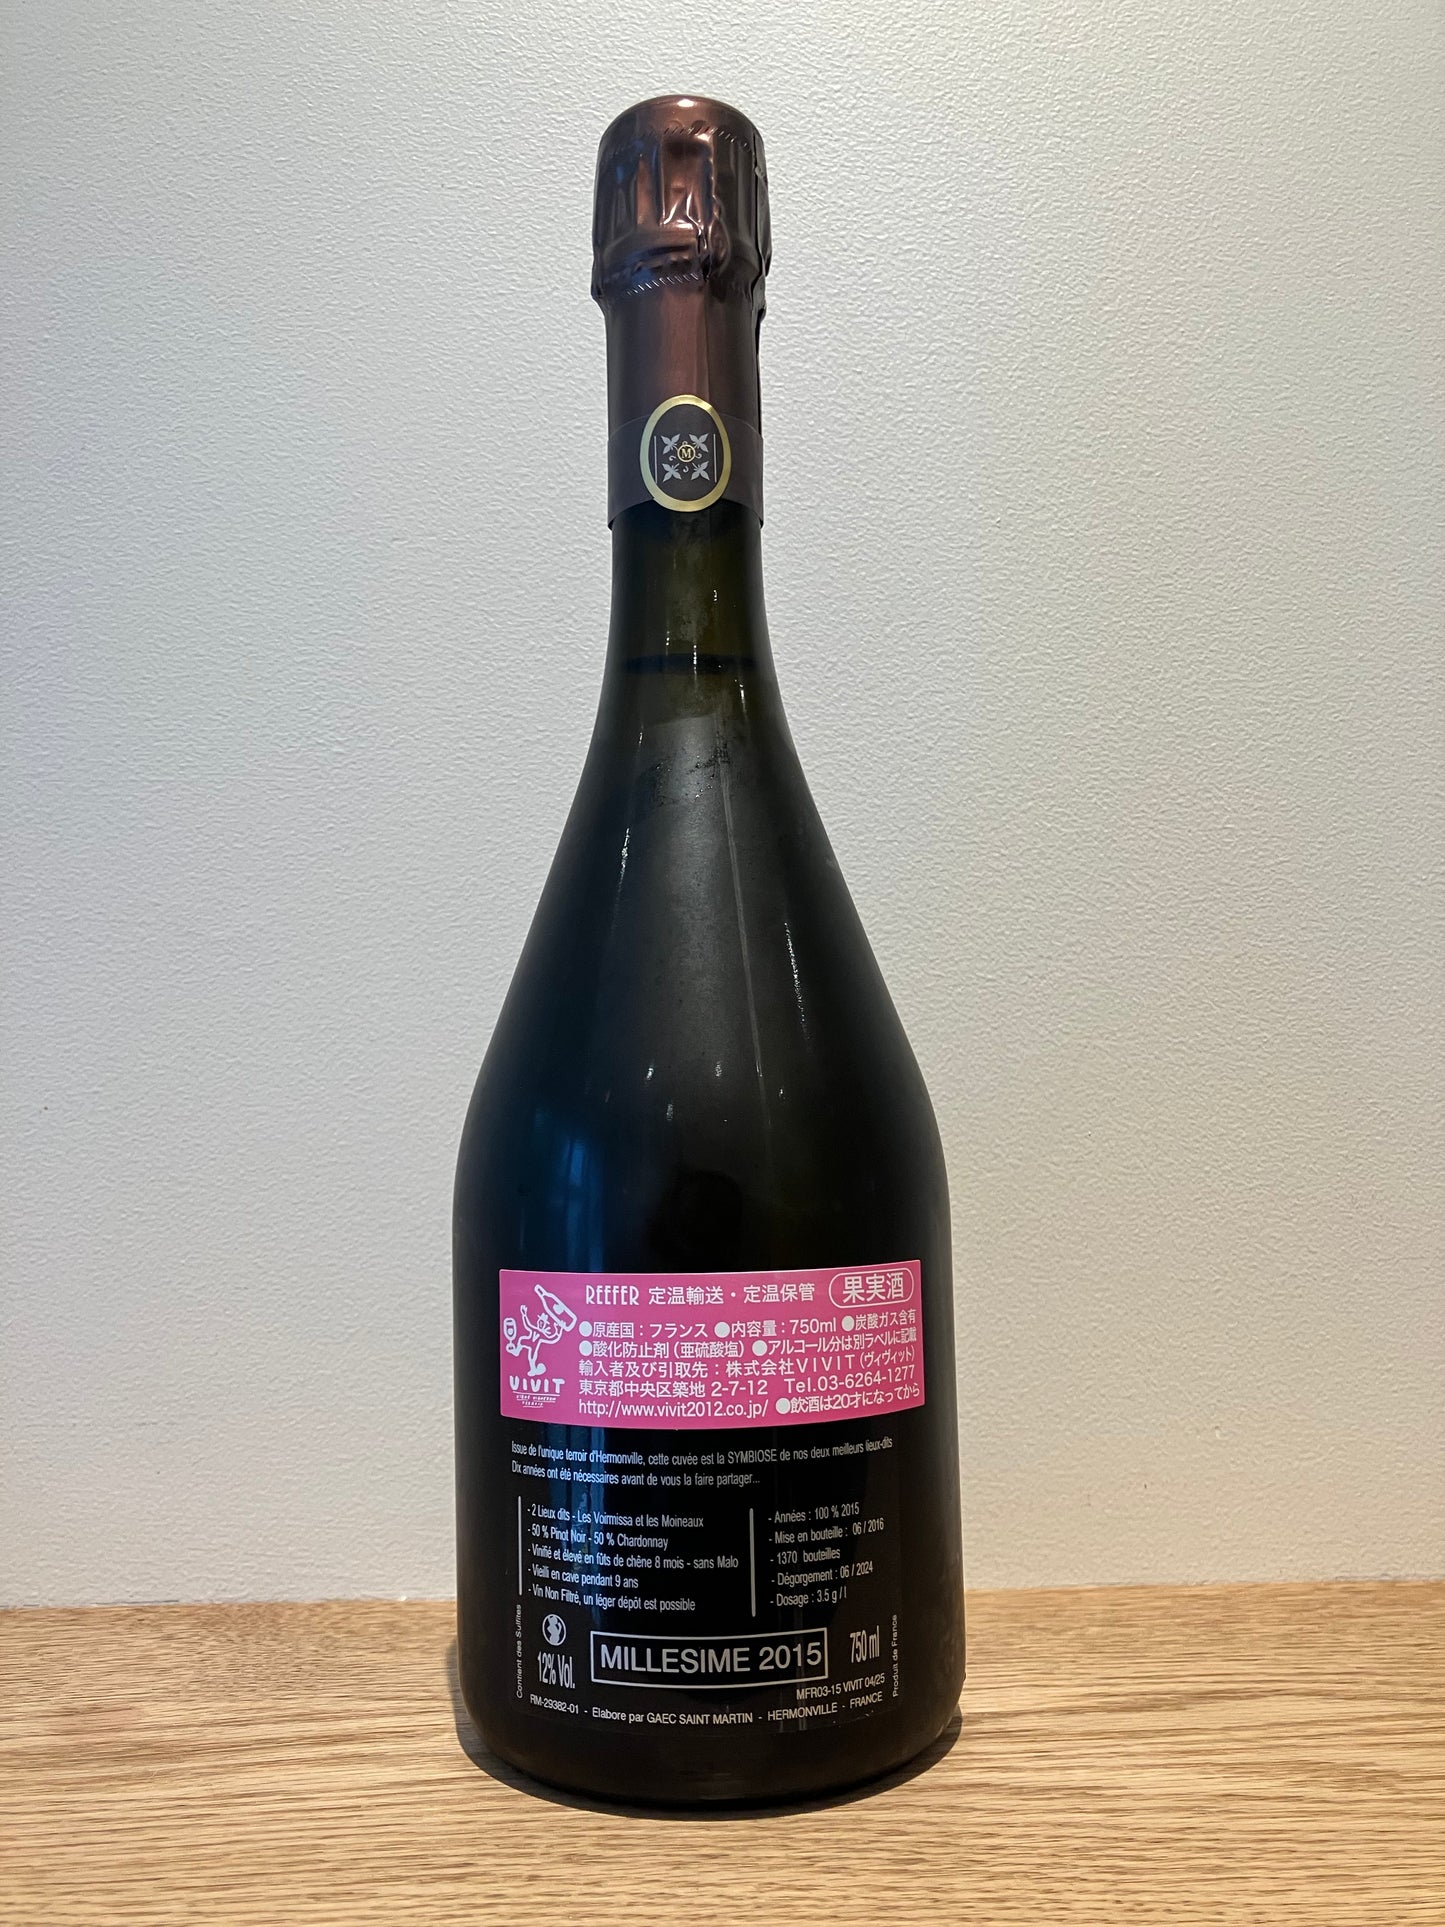 M
REEFER 定温輸送・定温保管 果実酒
●原産国：フランス ●内容量：750ml ●炭酸ガス含有
●酸化防止剤（亜硫酸塩） ●アルコール分は別ラベルに記載
輸入者及び引取先：株式会社VIVIT（ヴィヴィット）
東京都中央区築地 2-7-12 Tel.03-6264-1277
http://www.vivit2012.co.jp/ ●飲酒は20才になってから
VIVIT
Issue de l'unique terroir d'Hermonville, cette cuvée est la SYMBIOSE de nos deux meilleurs lieux-dits
Dix années ont été nécessaires avant de vous la faire partager...
- 2 Lieux dits - Les Voirmissa et les Moineaux
- 50 % Pinot Noir - 50 % Chardonnay
- Vinifié et élevé en fûts de chêne 8 mois - sans Malo
- Vieilli en cave pendant 9 ans
- Vin Non Filtré, un léger dépôt est possible
- Années : 100 % 2015
- Mise en bouteille : 06 / 2016
- 1370 bouteilles
- Dégorgement : 06 / 2024
- Dosage : 3.5 g / l
Contient des Sulfites
12% Vol.
MILLESIME 2015
750 ml
Produit de France
MFR03-15 VIVIT 04/25
RM-29382-01 - Elabore par GAEC SAINT MARTIN - HERMONVILLE - FRANCE